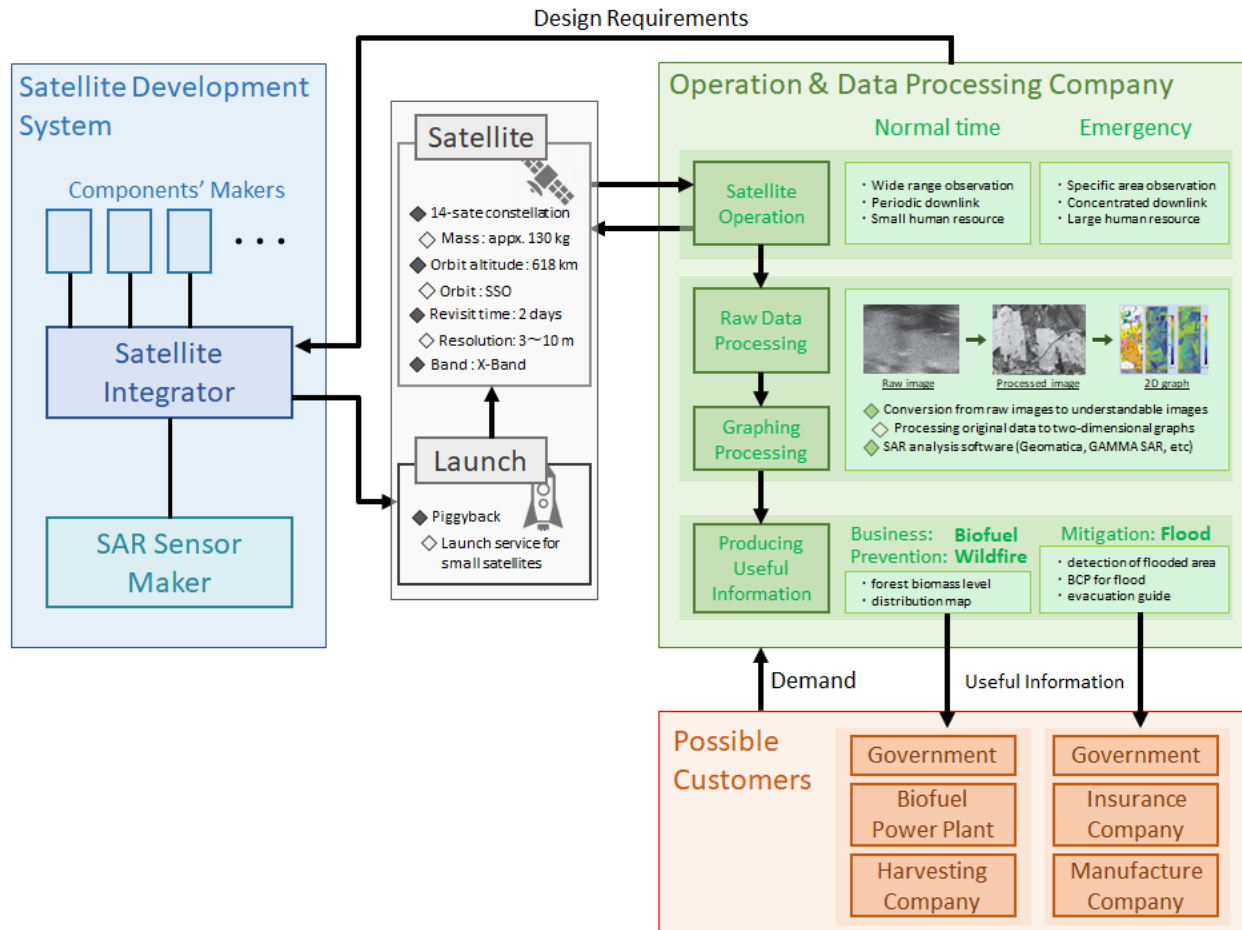 Design Requirements
Satellite Development
System
Components' Makers
• • •
Satellite
Integrator
SAR Sensor
Maker
Satellite
14-sate constellation
Mass : appx. 130 kg
Orbit altitude : 618 km
Orbit : SSO
Revisit time : 2 days
Resolution: 3～10 m
Band : X-Band
Launch
Piggyback
Launch service for
small satellites
Operation & Data Processing Company
Normal time
Emergency
Satellite
Operation
・Wide range observation
・Periodic downlink
・Small human resource
・Specific area observation
・Concentrated downlink
・Large human resource
Raw Data
Processing
Raw image
Processed image
2D graph
Graphing
Processing
Conversion from raw images to understandable images
Processing original data to two-dimensional graphs
SAR analysis software (Geomatica, GAMMA SAR, etc)
Producing
Useful
Information
Business: Biofuel
Prevention: Wildfire
・forest biomass level
・distribution map
Mitigation: Flood
・detection of flooded area
・BCP for flood
・evacuation guide
Demand
Useful Information
Possible
Customers
Government
Biofuel
Power Plant
Harvesting
Company
Government
Insurance
Company
Manufacture
Company